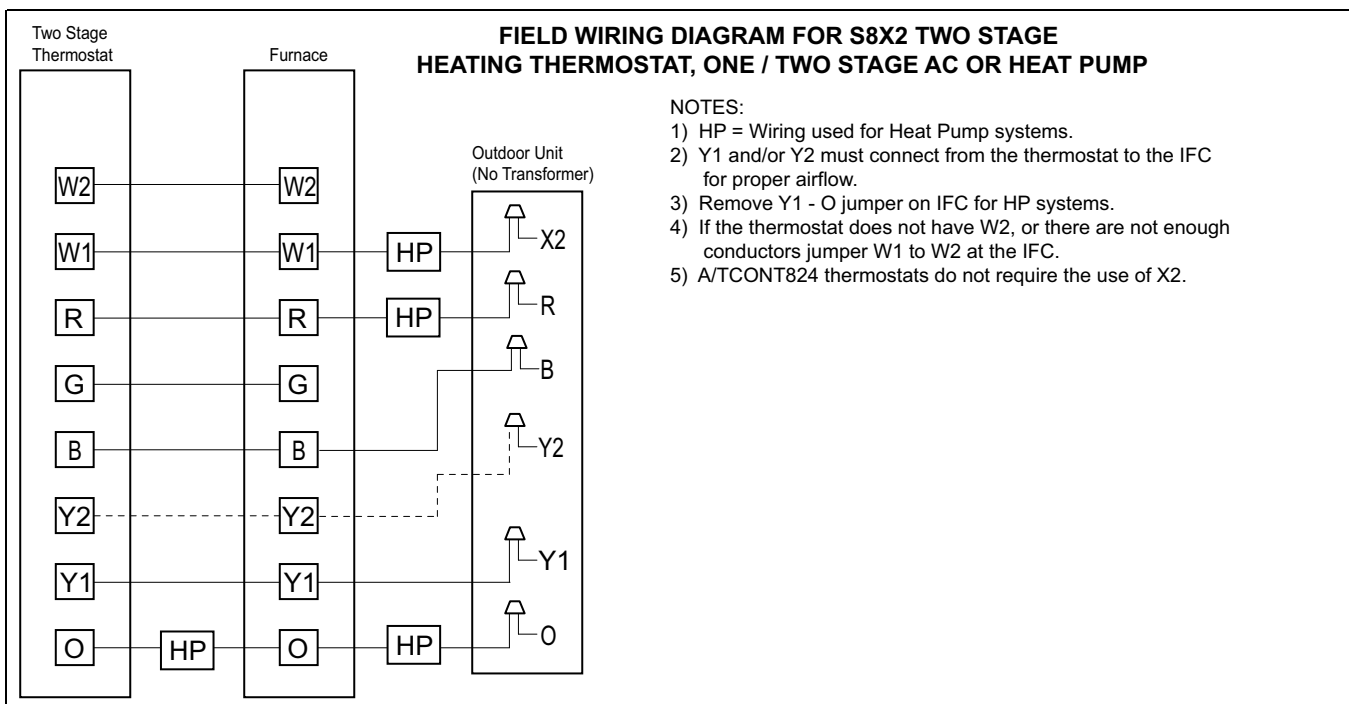 Two Stage
Thermostat
Furnace
FIELD WIRING DIAGRAM FOR S8X2 TWO STAGE
HEATING THERMOSTAT, ONE / TWO STAGE AC OR HEAT PUMP
NOTES:
1) HP = Wiring used for Heat Pump systems.
2) Y1 and/or Y2 must connect from the thermostat to the IFC
for proper airflow.
3) Remove Y1 - O jumper on IFC for HP systems.
4) If the thermostat does not have W2, or there are not enough
conductors jumper W1 to W2 at the IFC.
5) A/TCONT824 thermostats do not require the use of X2.
Outdoor Unit
(No Transformer)
W2 W2
W1 W1 HP X2
R R HP R
G G
B B B
Y2 Y2 Y2
Y1 Y1 Y1
O HP O HP O